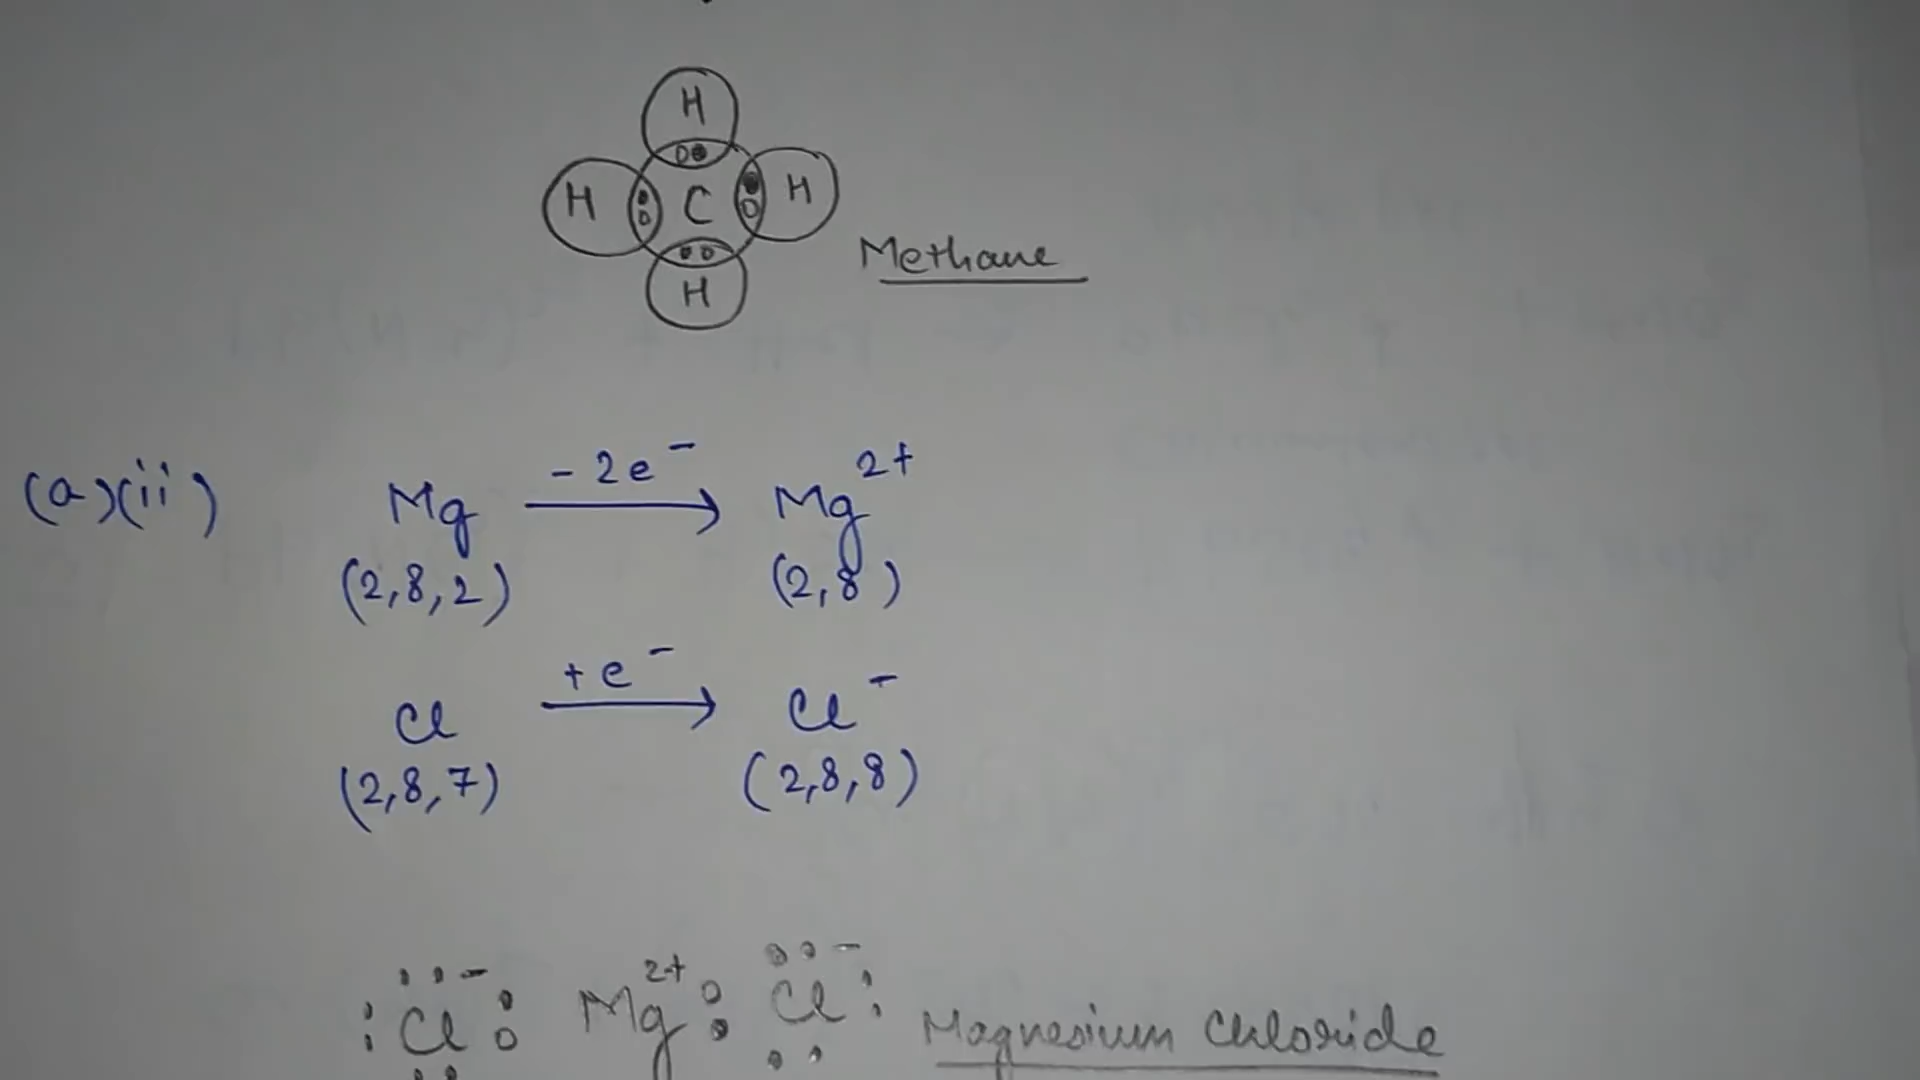 H
H C H
H
Methane
(a)(ii) Mg - 2e⁻ → Mg²⁺
(2,8,2) (2,8)
Cl + e⁻ → Cl⁻
(2,8,7) (2,8,8)
Cl⁻ Mg²⁺ Cl⁻ Magnesium Chloride